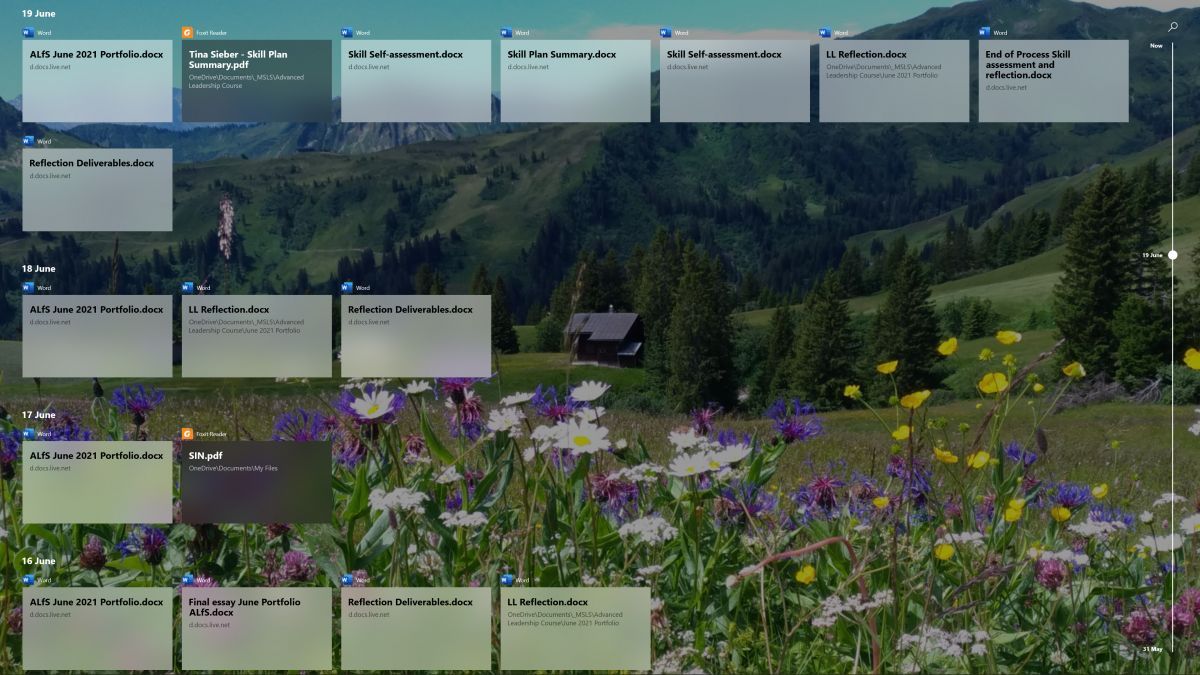 19 June
Word
ALfS June 2021 Portfolio.docx
d.docs.live.net
Foxit Reader
Tina Sieber - Skill Plan
Summary.pdf
OneDrive\Documents\_MSLS\Advanced
Leadership Course
Word
Skill Self-assessment.docx
d.docs.live.net
Word
Skill Plan Summary.docx
d.docs.live.net
Word
Skill Self-assessment.docx
d.docs.live.net
Word
LL Reflection.docx
OneDrive\Documents\_MSLS\Advanced
Leadership Course\June 2021 Portfolio
Word
End of Process Skill
assessment and
reflection.docx
d.docs.live.net
Now
Word
Reflection Deliverables.docx
d.docs.live.net
19 June
18 June
Word
ALfS June 2021 Portfolio.docx
d.docs.live.net
Word
LL Reflection.docx
OneDrive\Documents\_MSLS\Advanced
Leadership Course\June 2021 Portfolio
Word
Reflection Deliverables.docx
d.docs.live.net
17 June
Word
ALfS June 2021 Portfolio.docx
d.docs.live.net
Foxit Reader
SIN.pdf
OneDrive\Documents\My Files
16 June
Word
ALfS June 2021 Portfolio.docx
d.docs.live.net
Word
Final essay June Portfolio
ALfS.docx
d.docs.live.net
Word
Reflection Deliverables.docx
d.docs.live.net
Word
LL Reflection.docx
OneDrive\Documents\_MSLS\Advanced
Leadership Course\June 2021 Portfolio
31 May